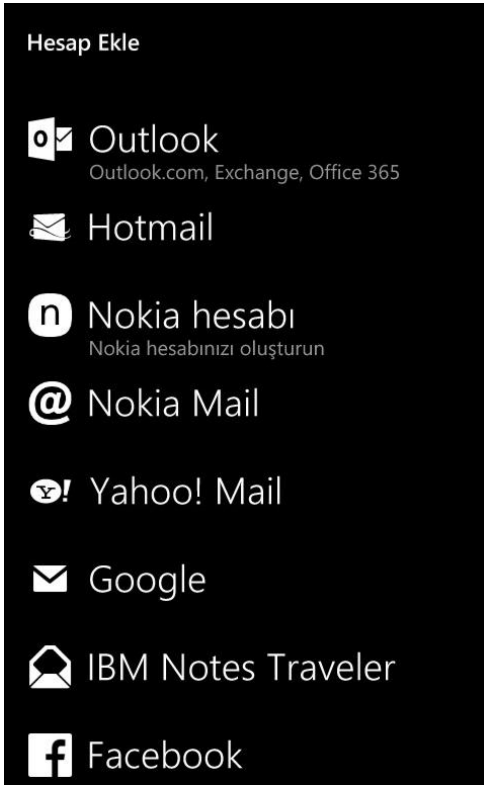 Hesap Ekle
Outlook
Outlook.com, Exchange, Office 365
Hotmail
Nokia hesabı
Nokia hesabınızı oluşturun
Nokia Mail
Yahoo! Mail
Google
IBM Notes Traveler
Facebook